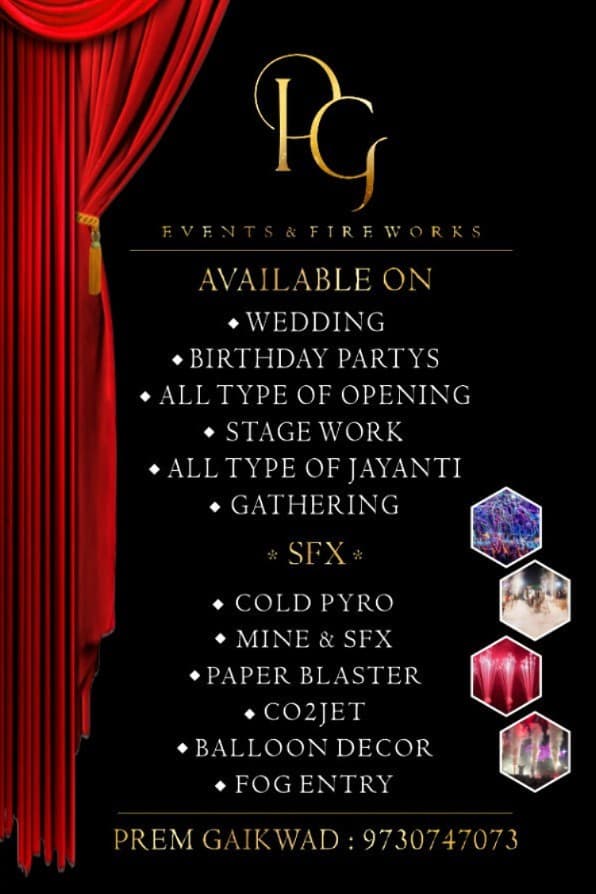 PG
EVENTS & FIREWORKS
AVAILABLE ON
◆ WEDDING
◆ BIRTHDAY PARTYS
◆ ALL TYPE OF OPENING
◆ STAGE WORK
◆ ALL TYPE OF JAYANTI
◆ GATHERING
* SFX *
◆ COLD PYRO
◆ MINE & SFX
◆ PAPER BLASTER
◆ CO2JET
◆ BALLOON DECOR
◆ FOG ENTRY
PREM GAIKWAD : 9730747073